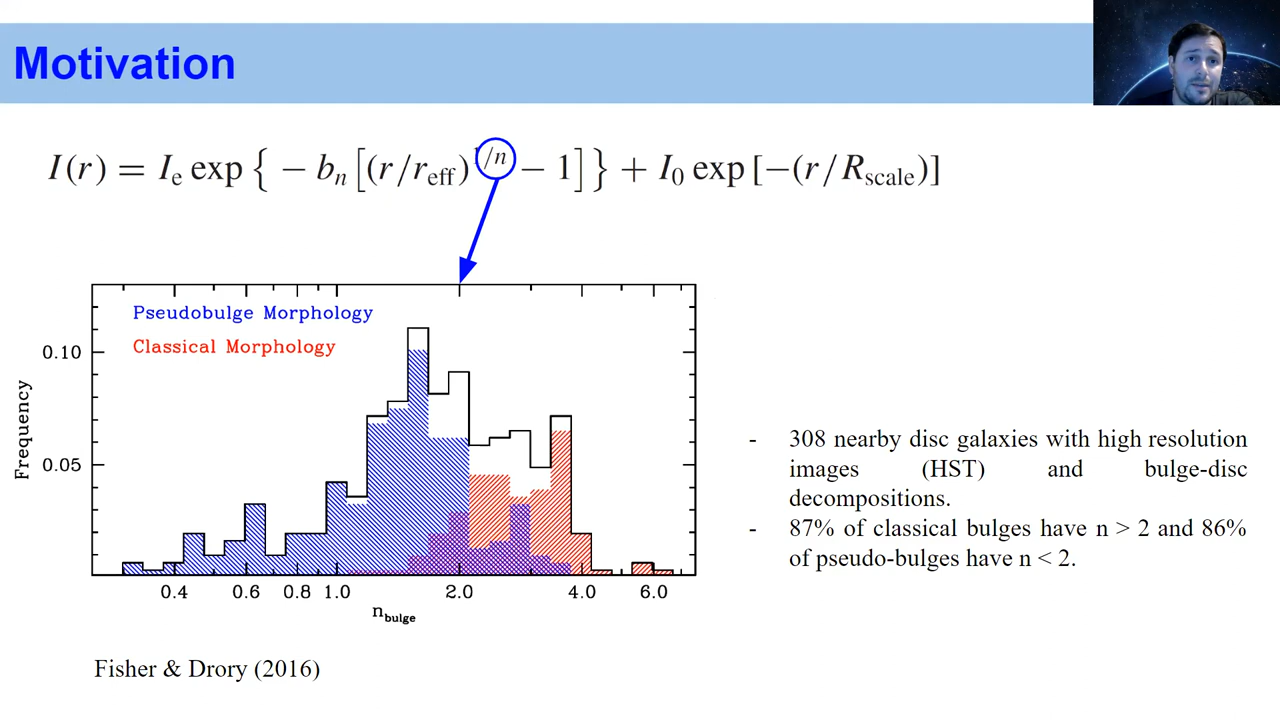 Motivation
I(r) = I_e exp { − b_n [(r/r_eff)^1/n − 1]} + I_0 exp [−(r/R_scale)]
Pseudobulge Morphology
Classical Morphology
0.10
0.05
Frequency
0.4 0.6 0.8 1.0 2.0 4.0 6.0
n_bulge
- 308 nearby disc galaxies with high resolution
images (HST) and bulge-disc
decompositions.
- 87% of classical bulges have n > 2 and 86%
of pseudo-bulges have n < 2.
Fisher & Drory (2016)